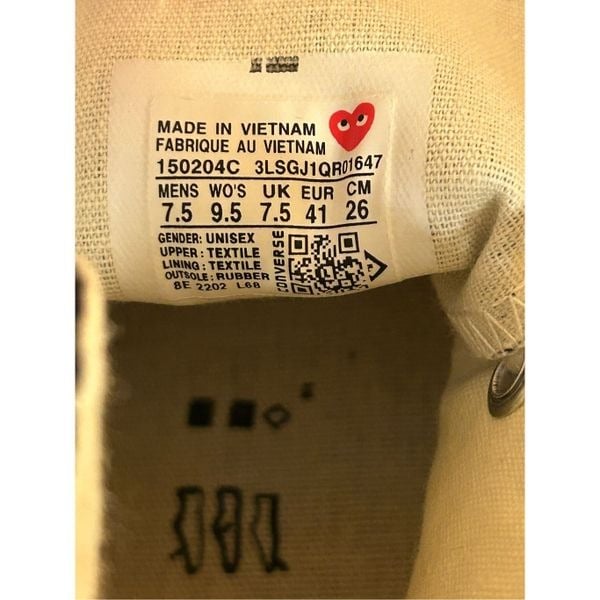 MADE IN VIETNAM
FABRIQUE AU VIETNAM
150204C 3LSGJ1QR01647
MENS WO'S UK EUR CM
7.5 9.5 7.5 41 26
GENDER: UNISEX
UPPER: TEXTILE
LINING: TEXTILE
OUTSOLE: RUBBER
8E 2202 L68
CONVERSE